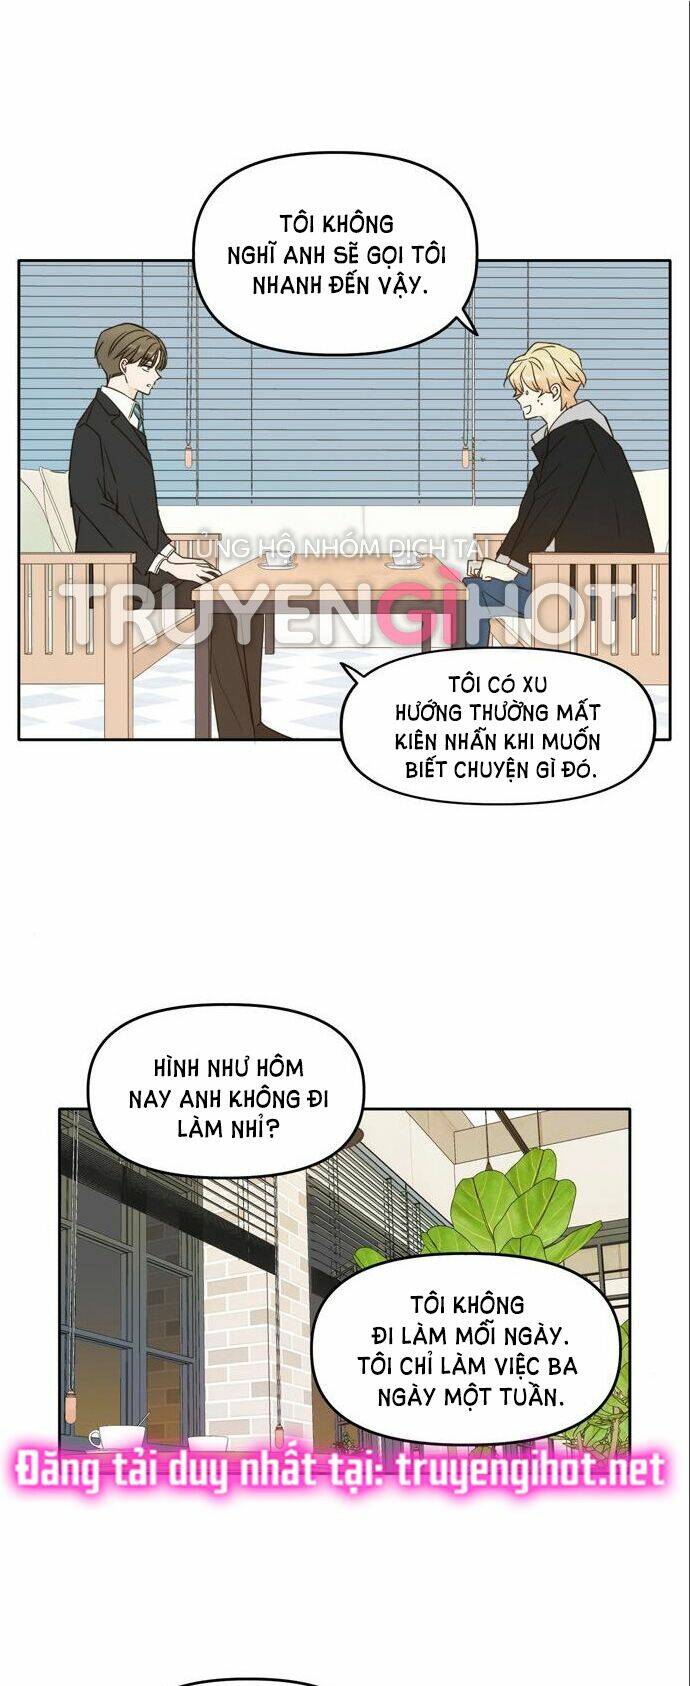 TÔI KHÔNG
NGHĨ ANH SẼ GỌI TÔI
NHANH ĐẾN VẬY.
ỦNG HỘ NHÓM DỊCH TẠI
TRUYENGIHOT
TÔI CÓ XU
HƯỚNG THƯỜNG MẤT
KIÊN NHẪN KHI MUỐN
BIẾT CHUYỆN GÌ ĐÓ.
HÌNH NHƯ HÔM
NAY ANH KHÔNG ĐI
LÀM NHỈ?
TÔI KHÔNG
ĐI LÀM MỖI NGÀY.
TÔI CHỈ LÀM VIỆC BA
NGÀY MỘT TUẦN.
Đăng tải duy nhất tại: truyengihot.net